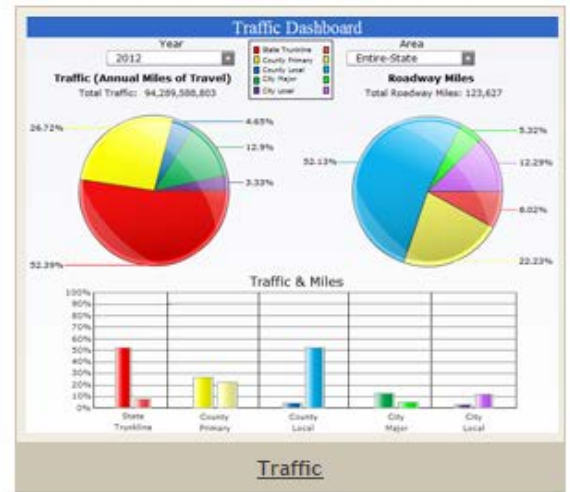 Traffic Dashboard
Year
2012
Area
Entire-State
State Trunkline
County Primary
County Local
City Major
City Local
Traffic (Annual Miles of Travel)
Total Traffic: 94,289,588,803
Roadway Miles
Total Roadway Miles: 123,627
26.72%
4.65%
12.9%
3.33%
52.39%
52.13%
5.32%
12.29%
8.02%
22.23%
Traffic & Miles
100%
90%
80%
70%
60%
50%
40%
30%
20%
10%
0%
State Trunkline
County Primary
County Local
City Major
City Local
Traffic